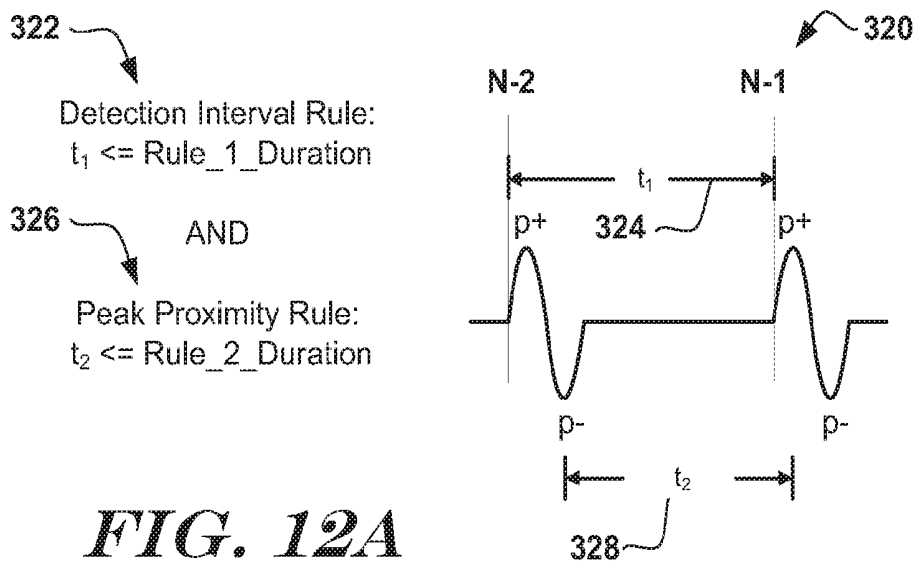 322
Detection Interval Rule:
t₁ <= Rule_1_Duration
326
AND
Peak Proximity Rule:
t₂ <= Rule_2_Duration
320
N-2 N-1
t₁
324
p+ p+
p- p-
t₂
328
FIG. 12A